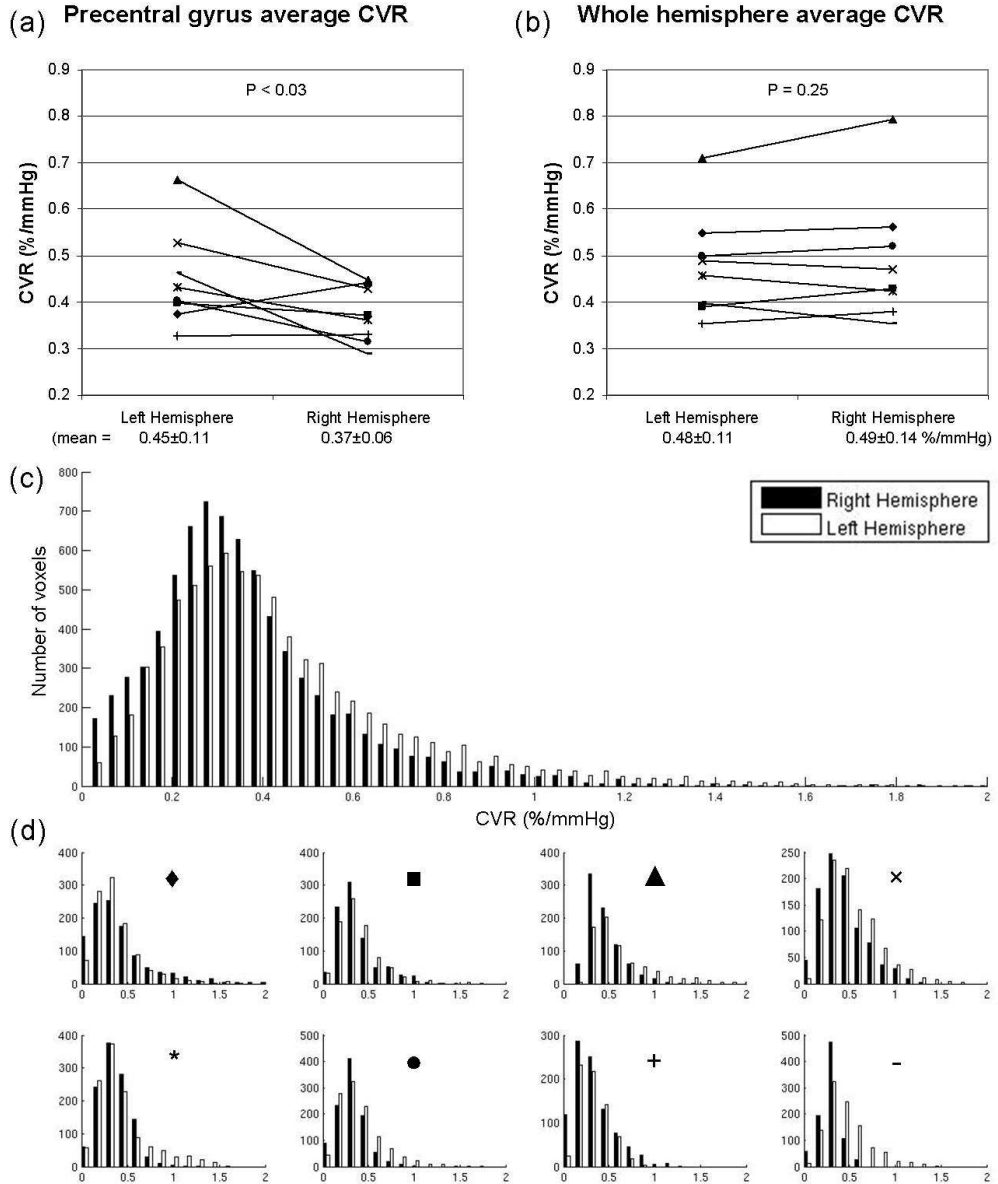 (a) Precentral gyrus average CVR
(b) Whole hemisphere average CVR
CVR (%/mmHg)
0.9
0.8
0.7
0.6
0.5
0.4
0.3
0.2
P < 0.03
Left Hemisphere Right Hemisphere
(mean = 0.45±0.11 0.37±0.06
CVR (%/mmHg)
0.9
0.8
0.7
0.6
0.5
0.4
0.3
0.2
P = 0.25
Left Hemisphere Right Hemisphere
0.48±0.11 0.49±0.14 %/mmHg)
(c)
Number of voxels
800
700
600
500
400
300
200
100
0
Right Hemisphere
Left Hemisphere
0 0.2 0.4 0.6 0.8 1 1.2 1.4 1.6 1.8 2
CVR (%/mmHg)
(d)
400
300
200
100
0
0 0.5 1 1.5 2
400
300
200
100
0
0 0.5 1 1.5 2
400
300
200
100
0
0 0.5 1 1.5 2
250
200
150
100
50
0
0 0.5 1 1.5 2
400
300
200
100
0
0 0.5 1 1.5 2
500
400
300
200
100
0
0 0.5 1 1.5 2
300
200
100
0
0 0.5 1 1.5 2
500
400
300
200
100
0
0 0.5 1 1.5 2